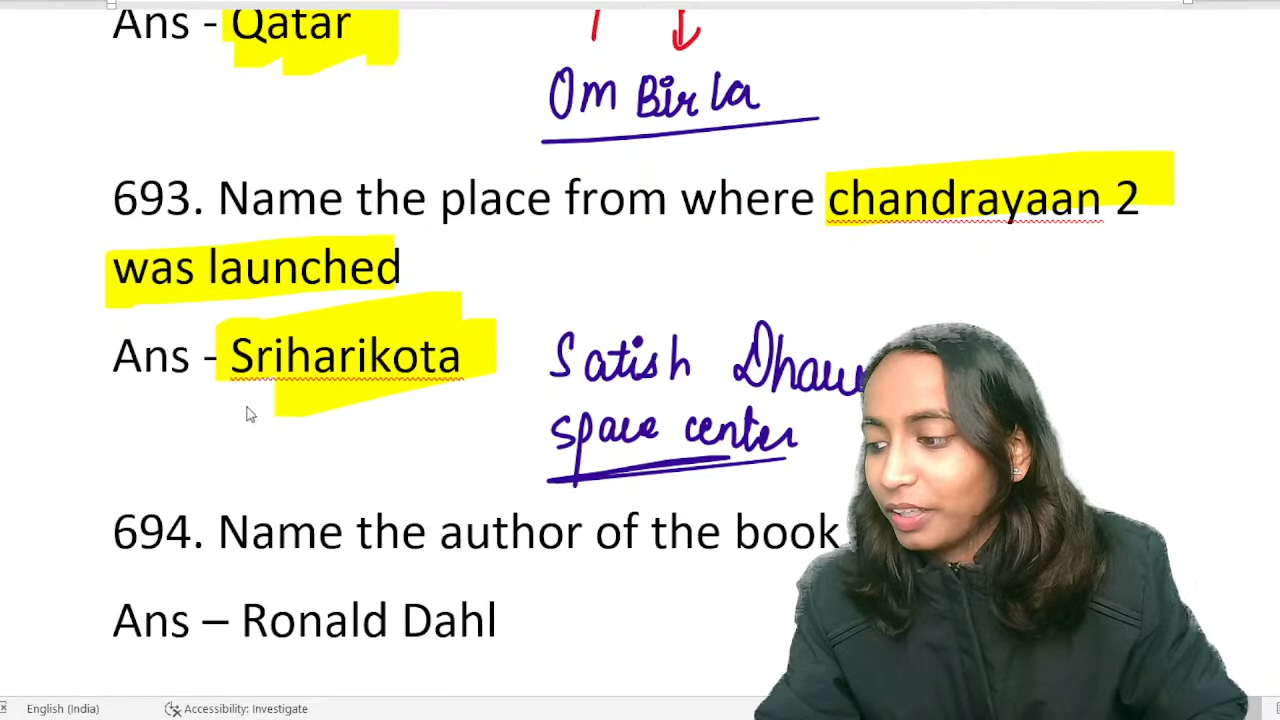 Ans - Qatar
Om Birla
693. Name the place from where chandrayaan 2
was launched
Ans - Sriharikota
Satish
space center
694. Name the author of the book
Ans – Ronald Dahl
English (India)
Accessibility: Investigate